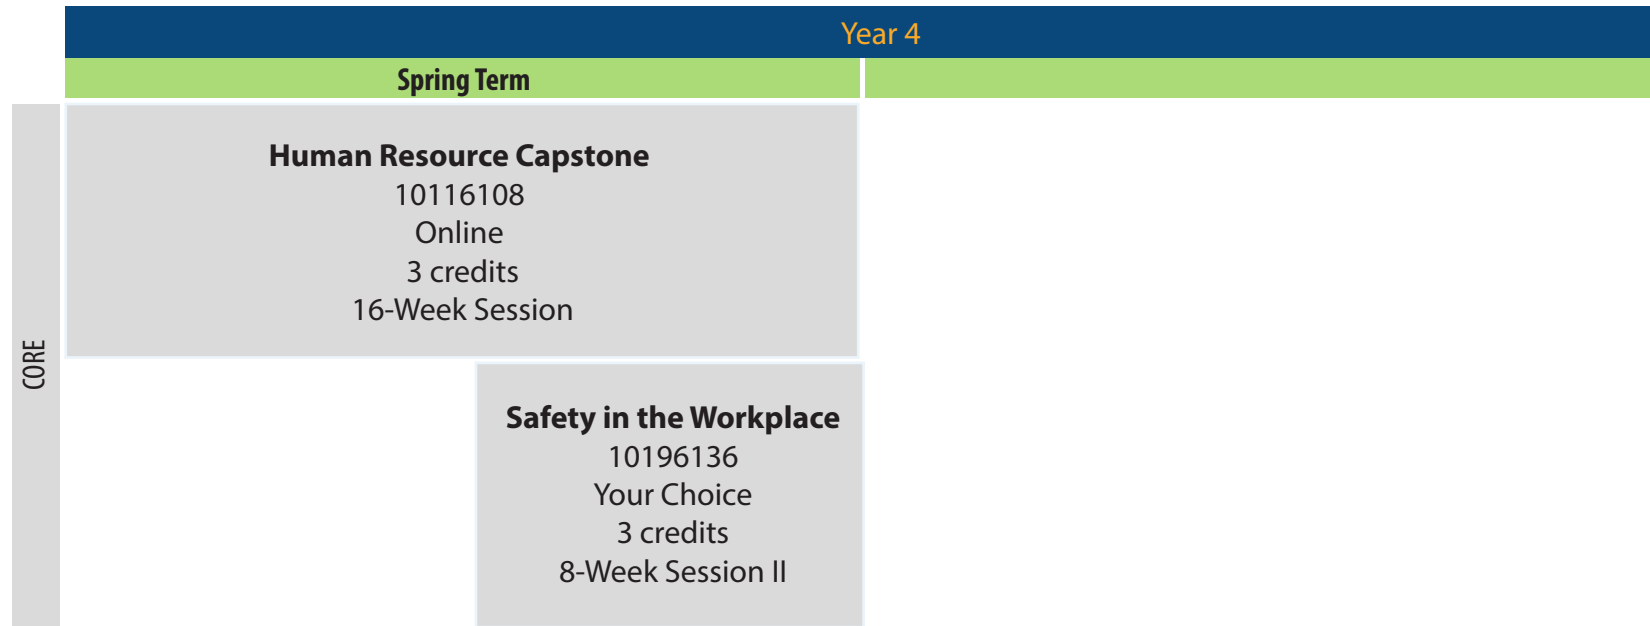 Year 4
Spring Term
CORE
Human Resource Capstone
10116108
Online
3 credits
16-Week Session
Safety in the Workplace
10196136
Your Choice
3 credits
8-Week Session II